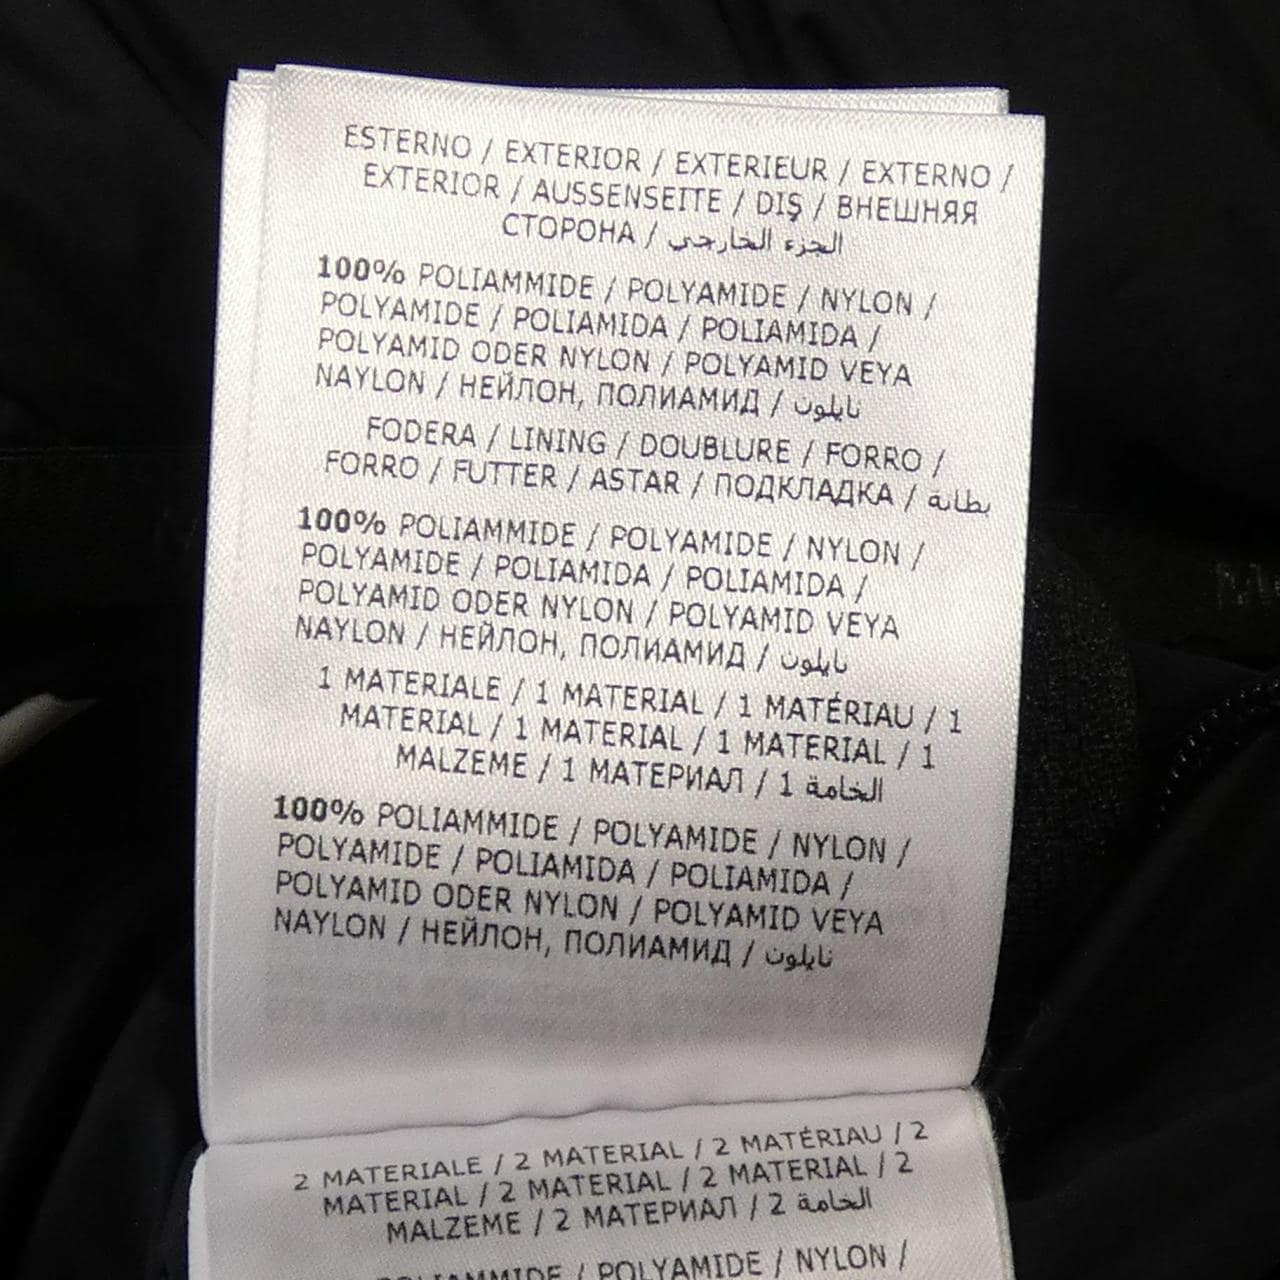 ESTERNO / EXTERIOR / EXTERIEUR / EXTERNO /
EXTERIOR / AUSSENSEITE / DIŞ / ВНЕШНЯЯ
СТОРОНА / الجزء الخارجي
100% POLIAMMIDE / POLYAMIDE / NYLON /
POLYAMIDE / POLIAMIDA / POLIAMIDA /
POLYAMID ODER NYLON / POLYAMID VEYA
NAYLON / НЕЙЛОН, ПОЛИАМИД / نايلون
FODERA / LINING / DOUBLURE / FORRO /
FORRO / FUTTER / ASTAR / ПОДКЛАДКА / بطانة
100% POLIAMMIDE / POLYAMIDE / NYLON /
POLYAMIDE / POLIAMIDA / POLIAMIDA /
POLYAMID ODER NYLON / POLYAMID VEYA
NAYLON / НЕЙЛОН, ПОЛИАМИД / نايلون
1 MATERIALE / 1 MATERIAL / 1 MATÉRIAU / 1
MATERIAL / 1 MATERIAL / 1 MATERIAL / 1
MALZEME / 1 МАТЕРИАЛ / 1 الخامة
100% POLIAMMIDE / POLYAMIDE / NYLON /
POLYAMIDE / POLIAMIDA / POLIAMIDA /
POLYAMID ODER NYLON / POLYAMID VEYA
NAYLON / НЕЙЛОН, ПОЛИАМИД / نايلون
2 MATERIALE / 2 MATERIAL / 2 MATÉRIAU / 2
MATERIAL / 2 MATERIAL / 2 MATERIAL / 2
MALZEME / 2 МАТЕРИАЛ / 2 الخامة
POLIAMMIDE / POLYAMIDE / NYLON /